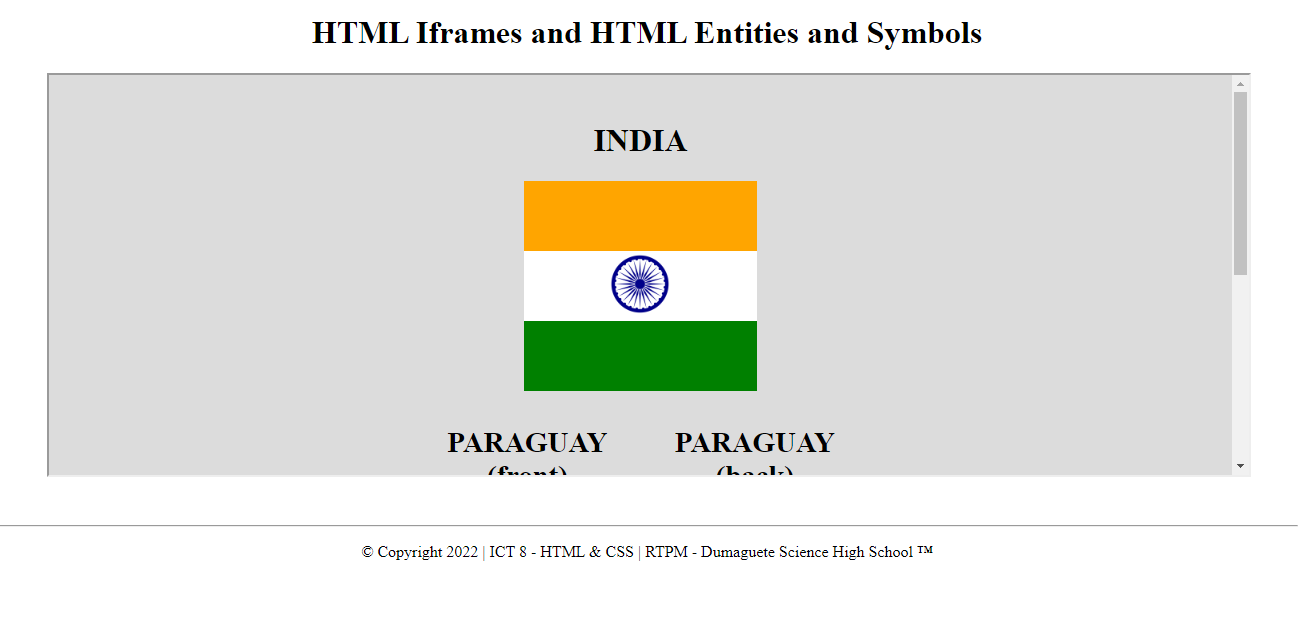 HTML Iframes and HTML Entities and Symbols
INDIA
PARAGUAY PARAGUAY
(front) (back)
© Copyright 2022 | ICT 8 - HTML & CSS | RTPM - Dumaguete Science High School ™